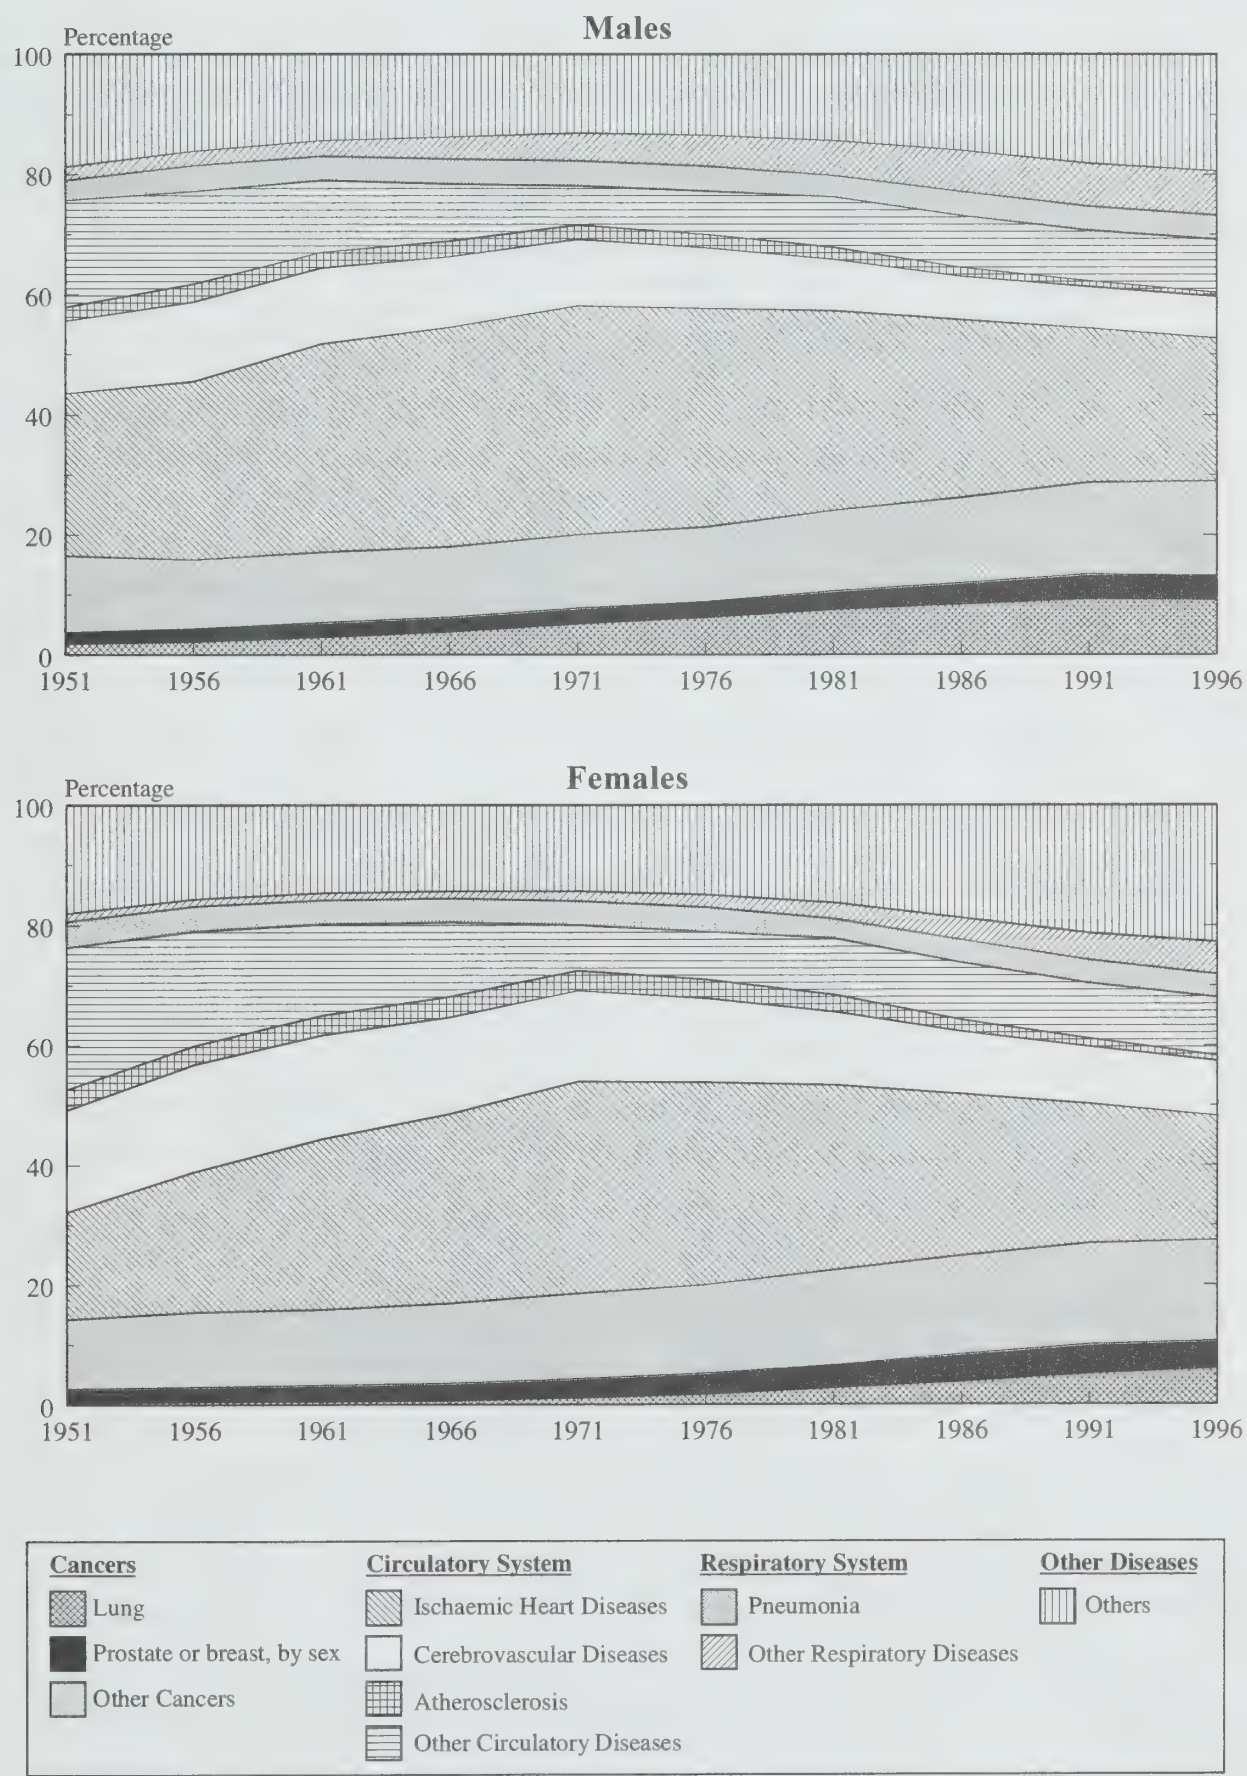 Males
Percentage
100
80
60
40
20
0
1951 1956 1961 1966 1971 1976 1981 1986 1991 1996
Females
Percentage
100
80
60
40
20
0
1951 1956 1961 1966 1971 1976 1981 1986 1991 1996
Cancers
Lung
Prostate or breast, by sex
Other Cancers
Circulatory System
Ischaemic Heart Diseases
Cerebrovascular Diseases
Atherosclerosis
Other Circulatory Diseases
Respiratory System
Pneumonia
Other Respiratory Diseases
Other Diseases
Others